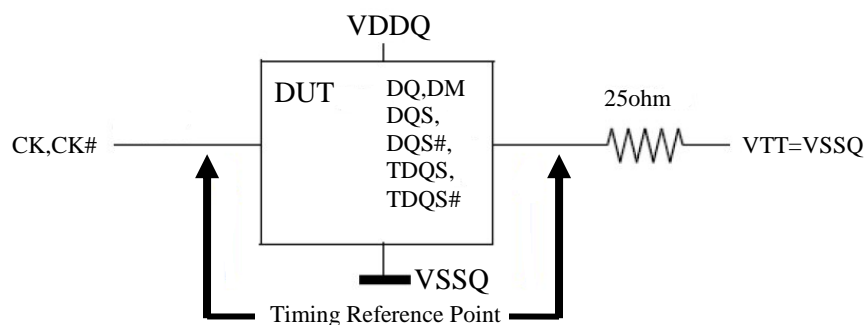 VDDQ
DUT
DQ,DM
DQS,
DQS#,
TDQS,
TDQS#
25ohm
CK,CK#
VTT=VSSQ
VSSQ
Timing Reference Point